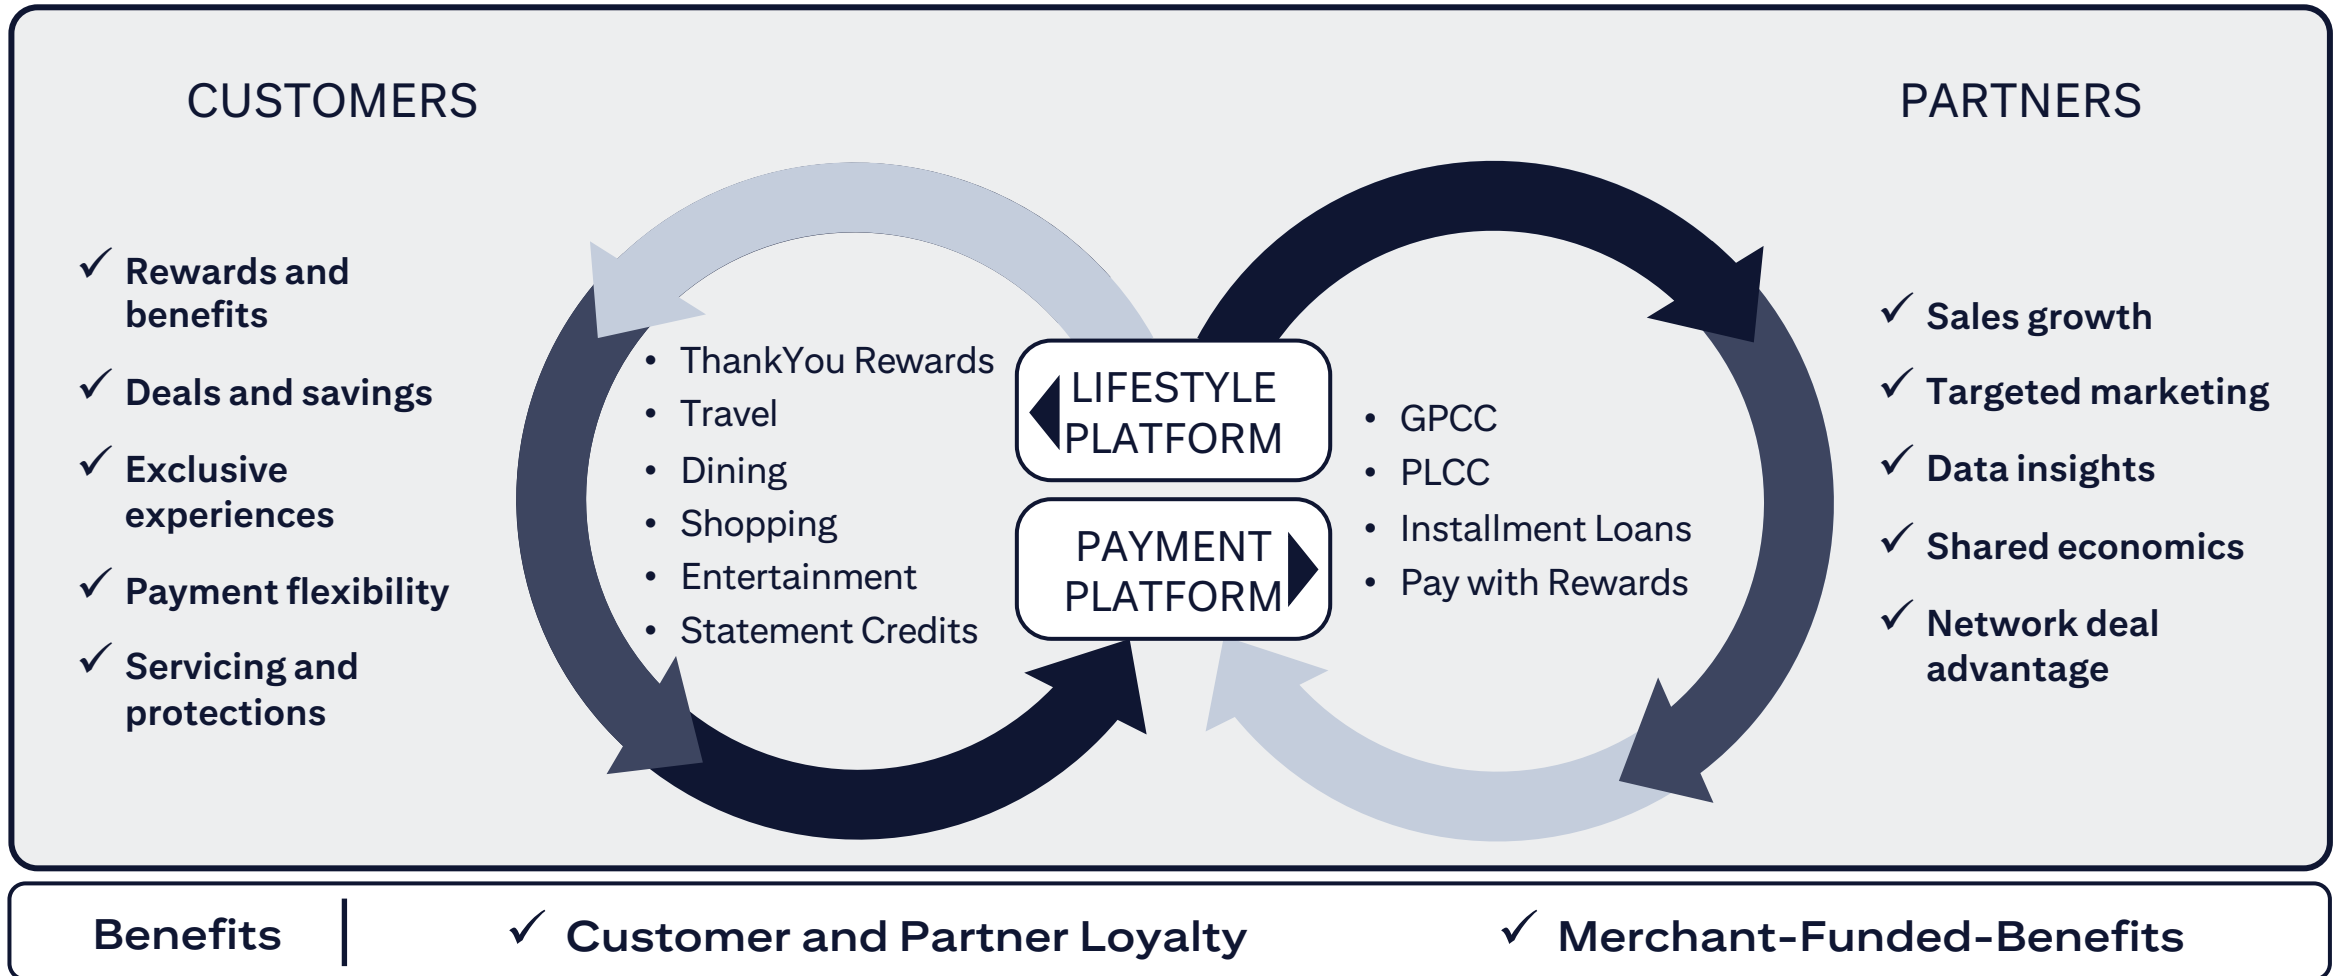 CUSTOMERS
✓ Rewards and
benefits
✓ Deals and savings
✓ Exclusive
experiences
✓ Payment flexibility
✓ Servicing and
protections
• ThankYou Rewards
• Travel
• Dining
• Shopping
• Entertainment
• Statement Credits
LIFESTYLE
PLATFORM
PAYMENT
PLATFORM
• GPCC
• PLCC
• Installment Loans
• Pay with Rewards
PARTNERS
✓ Sales growth
✓ Targeted marketing
✓ Data insights
✓ Shared economics
✓ Network deal
advantage
Benefits
✓ Customer and Partner Loyalty
✓ Merchant-Funded-Benefits